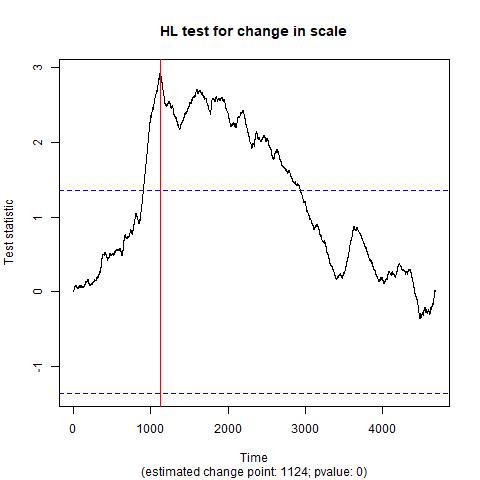 HL test for change in scale
Test statistic
3
2
1
0
-1
0 1000 2000 3000 4000
Time
(estimated change point: 1124; pvalue: 0)